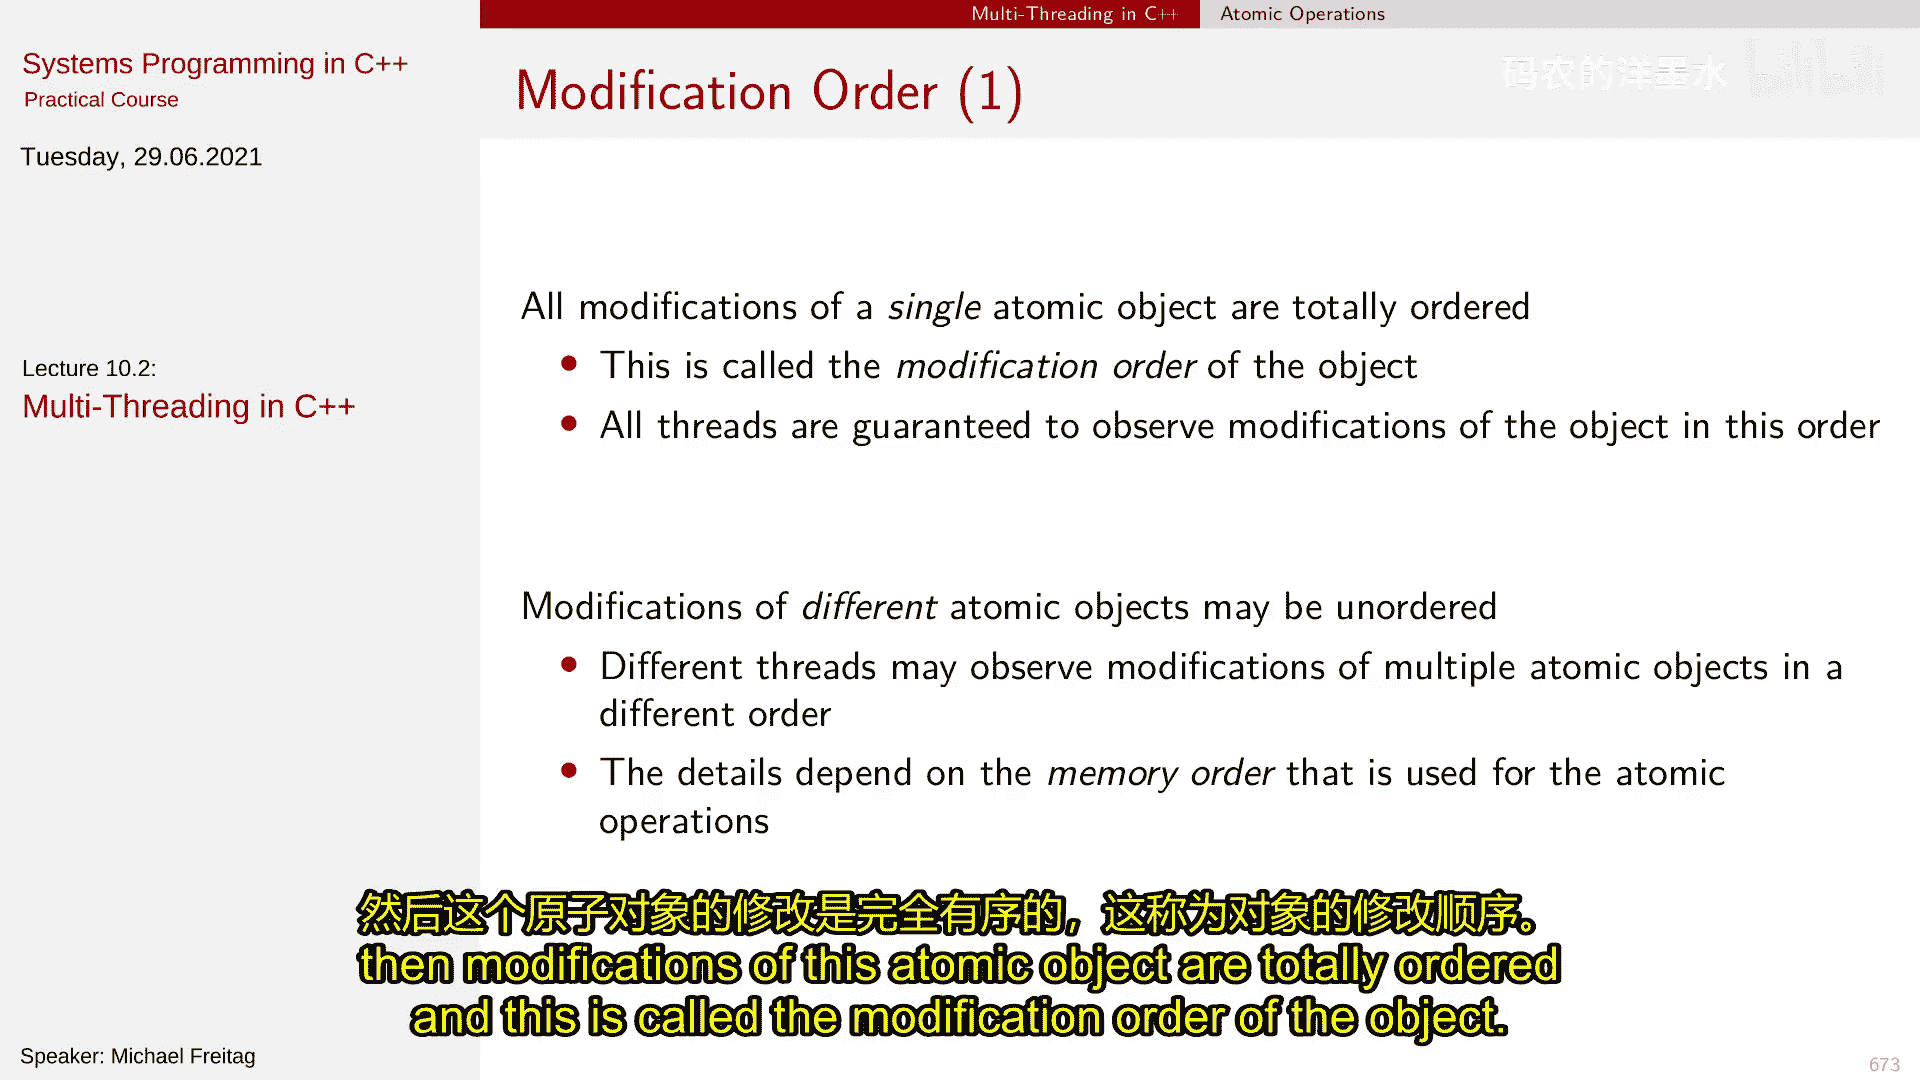 Multi-Threading in C++
Atomic Operations
Systems Programming in C++
Practical Course
Tuesday, 29.06.2021
Modification Order (1)
码农的洋墨水
All modifications of a single atomic object are totally ordered
• This is called the modification order of the object
• All threads are guaranteed to observe modifications of the object in this order
Lecture 10.2:
Multi-Threading in C++
Modifications of different atomic objects may be unordered
• Different threads may observe modifications of multiple atomic objects in a
different order
• The details depend on the memory order that is used for the atomic
operations
然后这个原子对象的修改是完全有序的，这称为对象的修改顺序。
then modifications of this atomic object are totally ordered
and this is called the modification order of the object.
Speaker: Michael Freitag
673